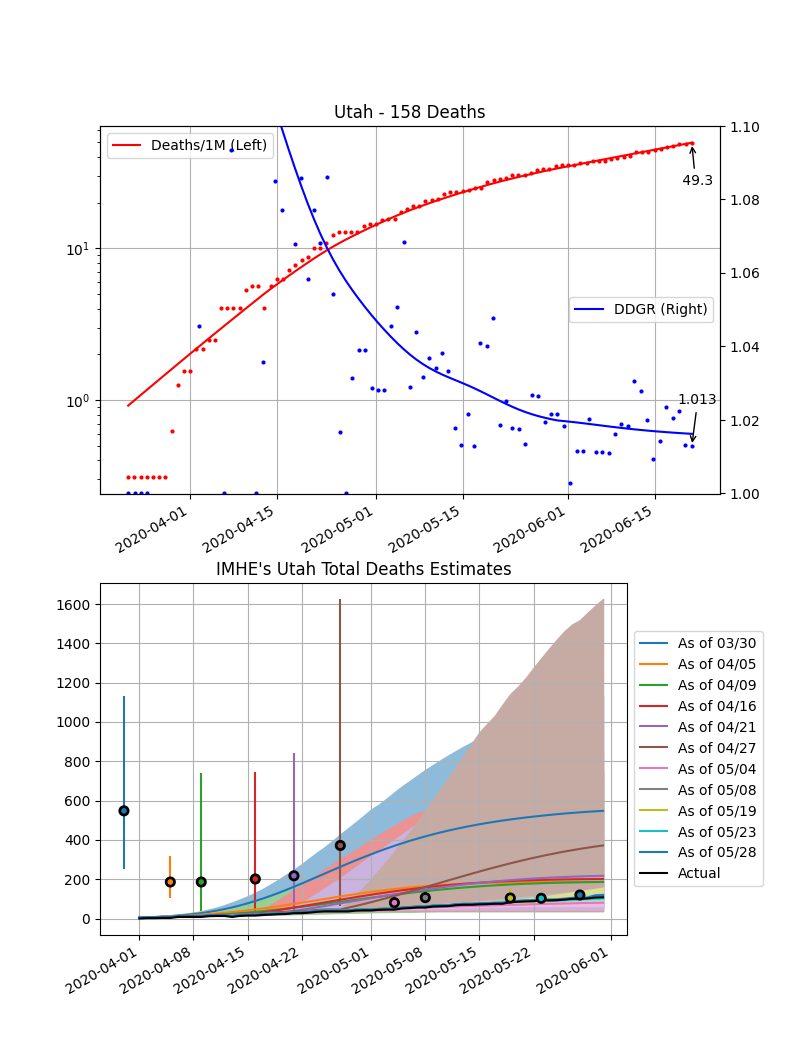 Utah - 158 Deaths
Deaths/1M (Left)
DDGR (Right)
49.3
1.013
10¹
10⁰
1.10
1.08
1.06
1.04
1.02
1.00
2020-04-01
2020-04-15
2020-05-01
2020-05-15
2020-06-01
2020-06-15
IMHE's Utah Total Deaths Estimates
1600
1400
1200
1000
800
600
400
200
0
2020-04-01
2020-04-08
2020-04-15
2020-04-22
2020-05-01
2020-05-08
2020-05-15
2020-05-22
2020-06-01
As of 03/30
As of 04/05
As of 04/09
As of 04/16
As of 04/21
As of 04/27
As of 05/04
As of 05/08
As of 05/19
As of 05/23
As of 05/28
Actual